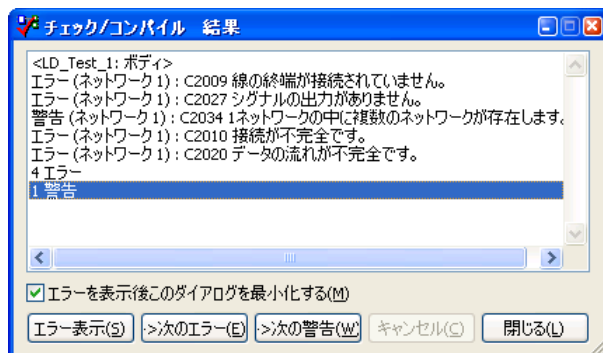 チェック/コンパイル 結果
<LD_Test_1: ボディ>
エラー (ネットワーク 1) : C2009 線の終端が接続されていません。
エラー (ネットワーク 1) : C2027 シグナルの出力がありません。
警告 (ネットワーク 1) : C2034 1ネットワークの中に複数のネットワークが存在します。
エラー (ネットワーク 1) : C2010 接続が不完全です。
エラー (ネットワーク 1) : C2020 データの流れが不完全です。
4 エラー
1 警告
エラーを表示後このダイアログを最小化する(M)
エラー表示(S) ->次のエラー(E) ->次の警告(W) キャンセル(C) 閉じる(L)